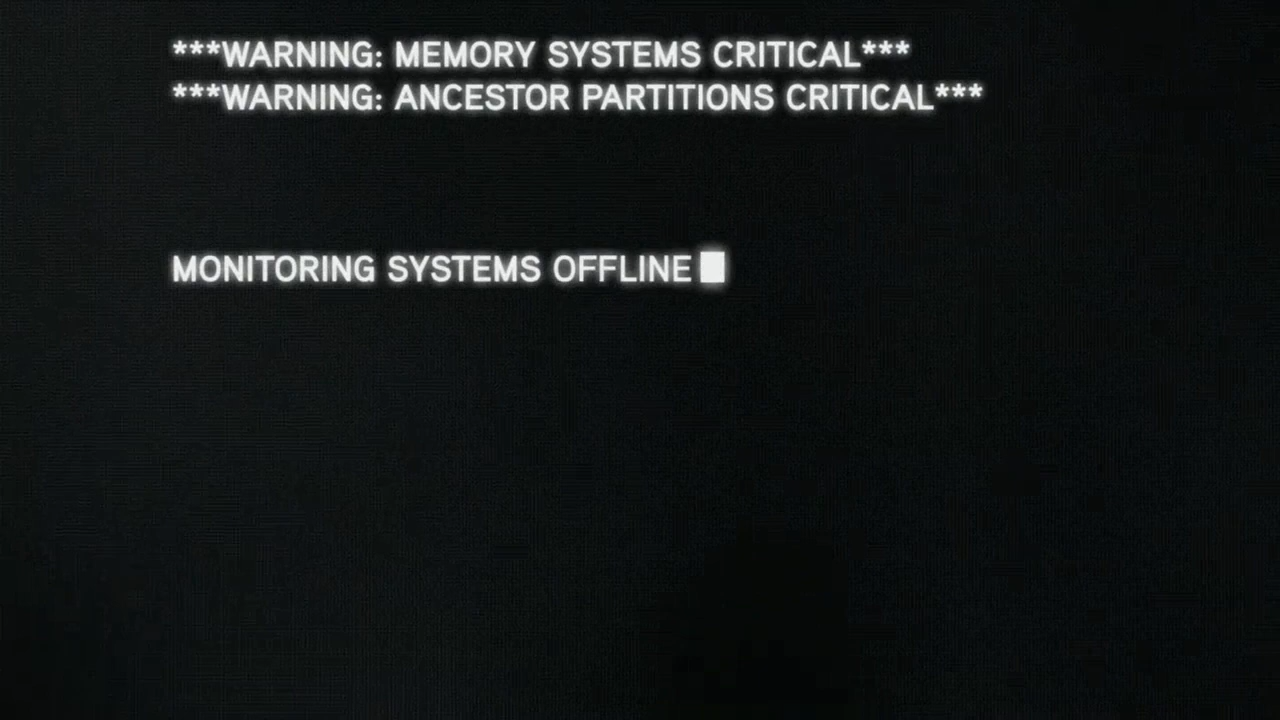 ***WARNING: MEMORY SYSTEMS CRITICAL***
***WARNING: ANCESTOR PARTITIONS CRITICAL***
MONITORING SYSTEMS OFFLINE